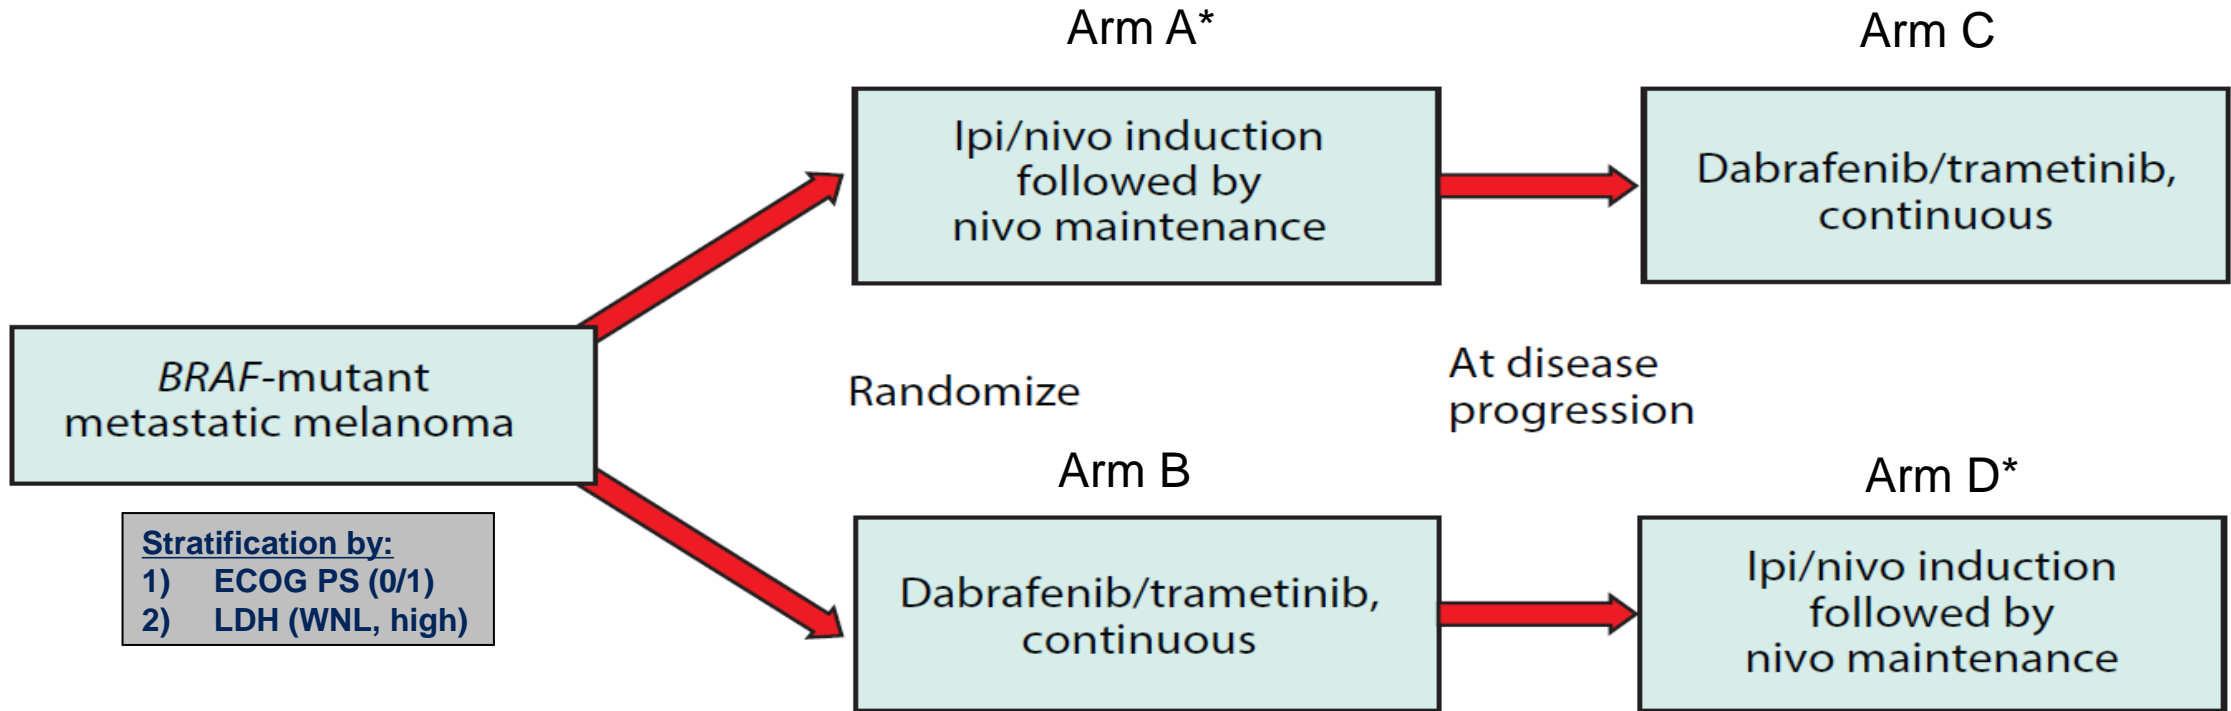 Arm A*
Arm C
Ipi/nivo induction
followed by
nivo maintenance
Dabrafenib/trametinib,
continuous
BRAF-mutant
metastatic melanoma
Randomize
At disease
progression
Stratification by:
1) ECOG PS (0/1)
2) LDH (WNL, high)
Arm B
Arm D*
Dabrafenib/trametinib,
continuous
Ipi/nivo induction
followed by
nivo maintenance